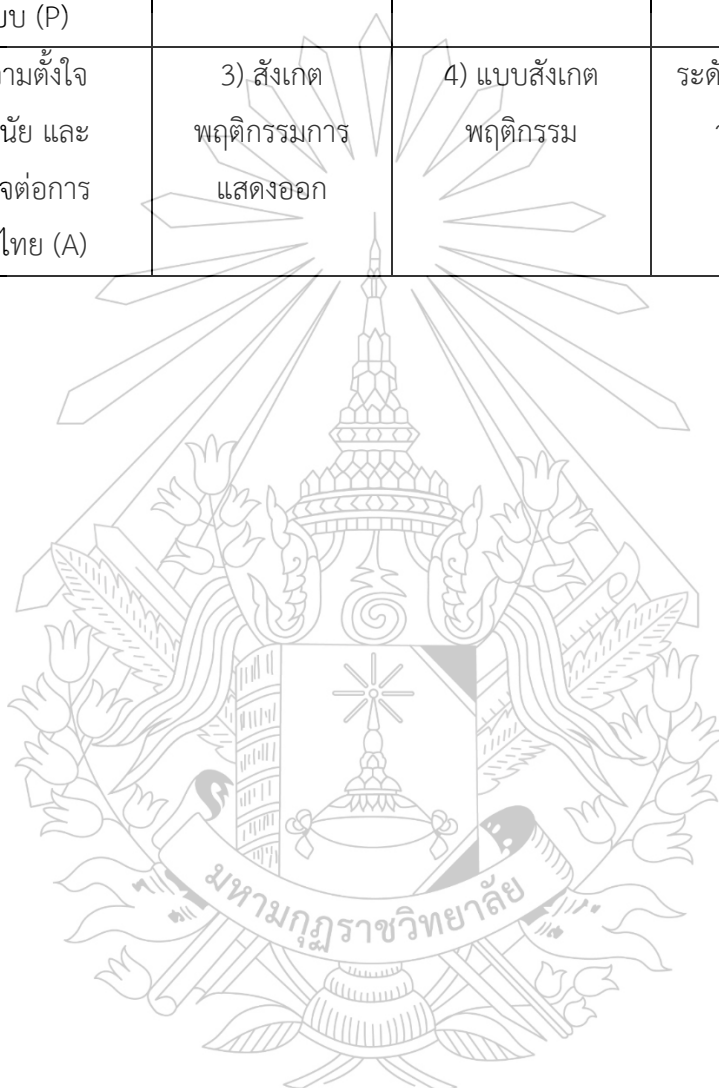 ยบ (P)
วามตั้งใจ
นัย และ
จต่อการ
ไทย (A)
3) สังเกต
พฤติกรรมการ
แสดงออก
4) แบบสังเกต
พฤติกรรม
ระดั
มหามกุฏราชวิทยาลัย